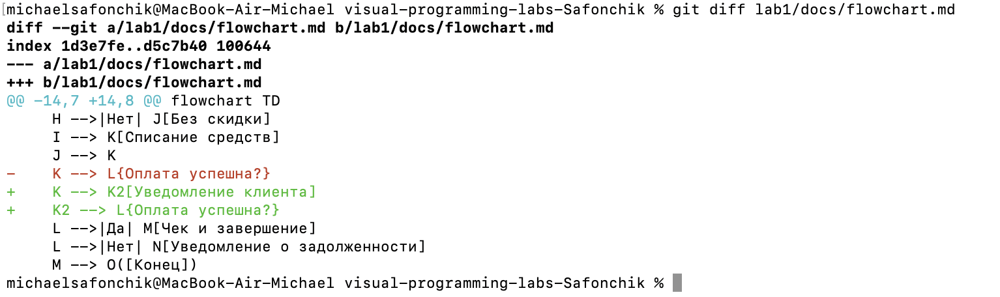 [michaelsafonchik@MacBook-Air-Michael visual-programming-labs-Safonchik % git diff lab1/docs/flowchart.md
diff --git a/lab1/docs/flowchart.md b/lab1/docs/flowchart.md
index 1d3e7fe..d5c7b40 100644
--- a/lab1/docs/flowchart.md
+++ b/lab1/docs/flowchart.md
@@ -14,7 +14,8 @@ flowchart TD
     H -->|Нет| J[Без скидки]
     I --> K[Списание средств]
     J --> K
-    K --> L{Оплата успешна?}
+    K --> K2[Уведомление клиента]
+    K2 --> L{Оплата успешна?}
     L -->|Да| M[Чек и завершение]
     L -->|Нет| N[Уведомление о задолженности]
     M --> O([Конец])
michaelsafonchik@MacBook-Air-Michael visual-programming-labs-Safonchik %